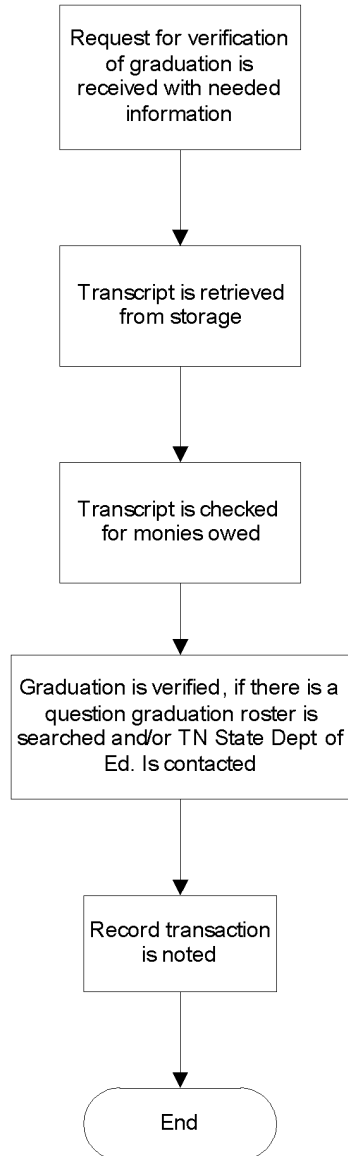 Request for verification
of graduation is
received with needed
information
Transcript is retrieved
from storage
Transcript is checked
for monies owed
Graduation is verified, if there is a
question graduation roster is
searched and/or TN State Dept of
Ed. Is contacted
Record transaction
is noted
End